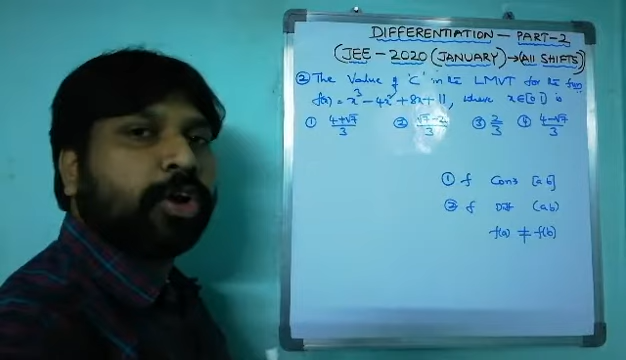 DIFFERENTIATION — PART-2
(JEE — 2020 (JANUARY) → (All SHIFTS)
② The Value of 'C' in the LMVT for the fun
f(x) = x³ − 4x² + 8x + 11, where x∈[0 1] is
① 4+√7/3 ② √7−2/3 ③ 2/3 ④ 4−√7/3
① f Cons [a b]
② f Diff (a b)
f(a) ≠ f(b)